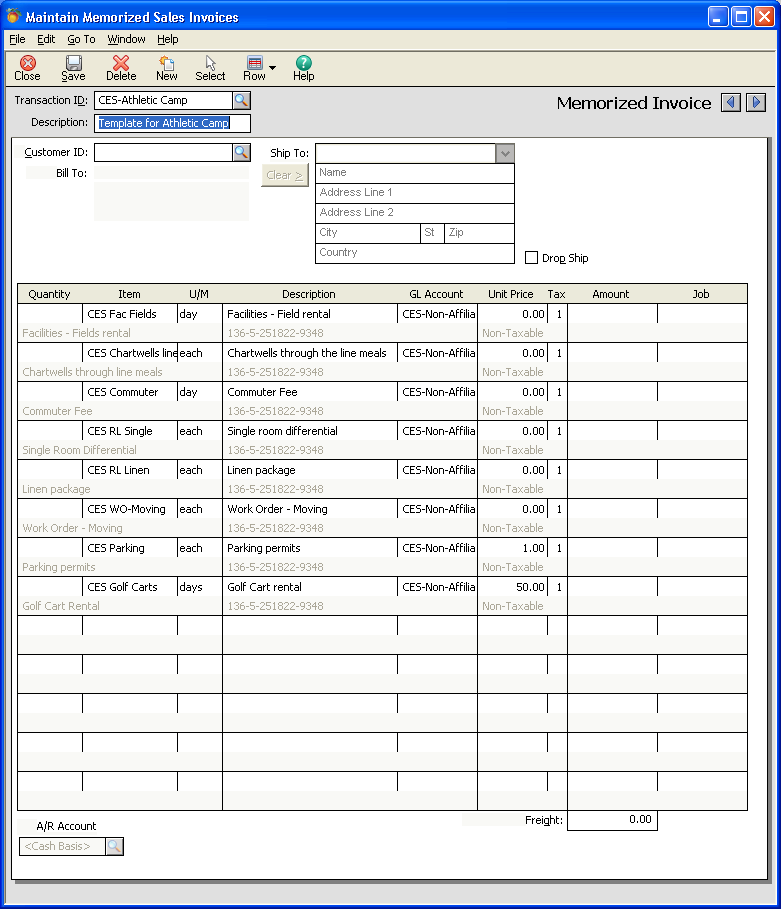 Maintain Memorized Sales Invoices
File Edit Go To Window Help
Close Save Delete New Select Row Help
Transaction ID: CES-Athletic Camp
Memorized Invoice
Description: Template for Athletic Camp
Customer ID: Ship To:
Bill To: Clear > Name
Address Line 1
Address Line 2
City St Zip
Country
Drop Ship
Quantity Item U/M Description GL Account Unit Price Tax Amount Job
CES Fac Fields day Facilities - Field rental CES-Non-Affilia 0.00 1
Facilities - Fields rental 136-5-251822-9348 Non-Taxable
CES Chartwells line each Chartwells through the line meals CES-Non-Affilia 0.00 1
Chartwells through line meals 136-5-251822-9348 Non-Taxable
CES Commuter day Commuter Fee CES-Non-Affilia 0.00 1
Commuter Fee 136-5-251822-9348 Non-Taxable
CES RL Single each Single room differential CES-Non-Affilia 0.00 1
Single Room Differential 136-5-251822-9348 Non-Taxable
CES RL Linen each Linen package CES-Non-Affilia 0.00 1
Linen package 136-5-251822-9348 Non-Taxable
CES WO-Moving each Work Order - Moving CES-Non-Affilia 0.00 1
Work Order - Moving 136-5-251822-9348 Non-Taxable
CES Parking each Parking permits CES-Non-Affilia 1.00 1
Parking permits 136-5-251822-9348 Non-Taxable
CES Golf Carts days Golf Cart rental CES-Non-Affilia 50.00 1
Golf Cart Rental 136-5-251822-9348 Non-Taxable
Freight: 0.00
A/R Account
<Cash Basis>